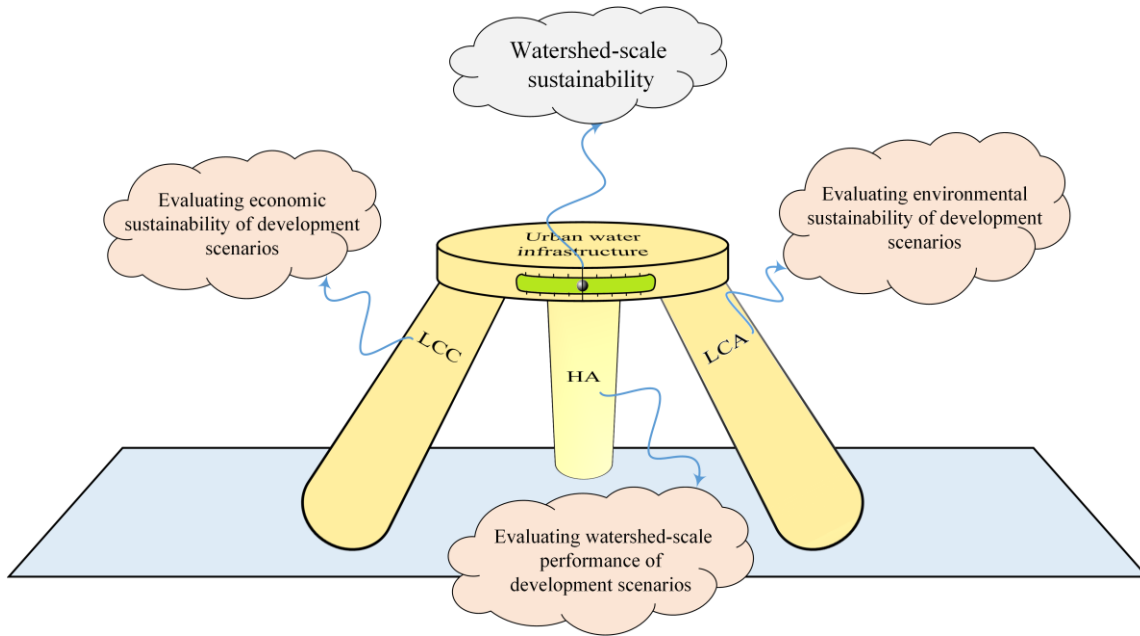 Watershed-scale
sustainability
Evaluating economic
sustainability of development
scenarios
Evaluating environmental
sustainability of development
scenarios
Urban water
infrastructure
LCC
HA
LCA
Evaluating watershed-scale
performance of
development scenarios